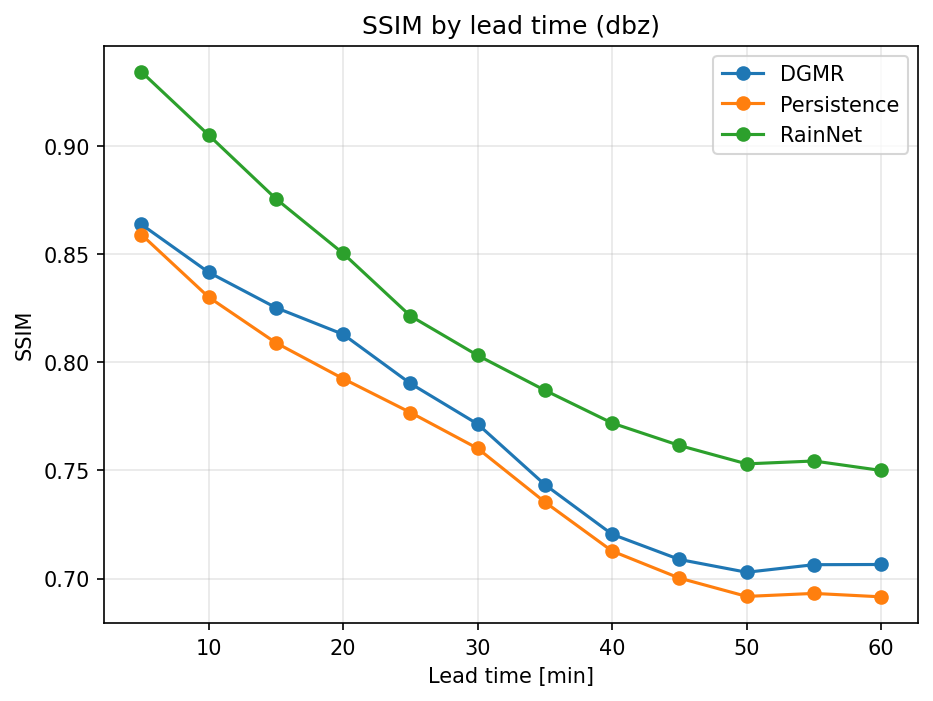 SSIM by lead time (dbz)
DGMR
Persistence
RainNet
SSIM
0.90
0.85
0.80
0.75
0.70
10 20 30 40 50 60
Lead time [min]